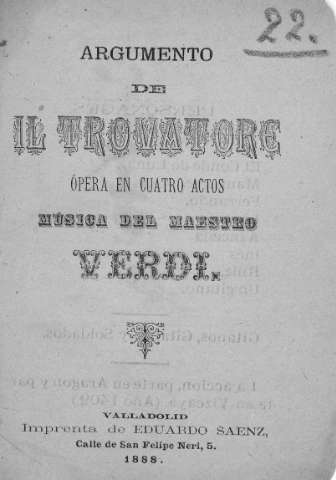 22.
ARGUMENTO
DE
IL TROVATORE
ÓPERA EN CUATRO ACTOS
MÚSICA DEL MAESTRO
VERDI.
VALLADOLID
Imprenta de EDUARDO SAENZ,
Calle de San Felipe Neri, 5.
1888.